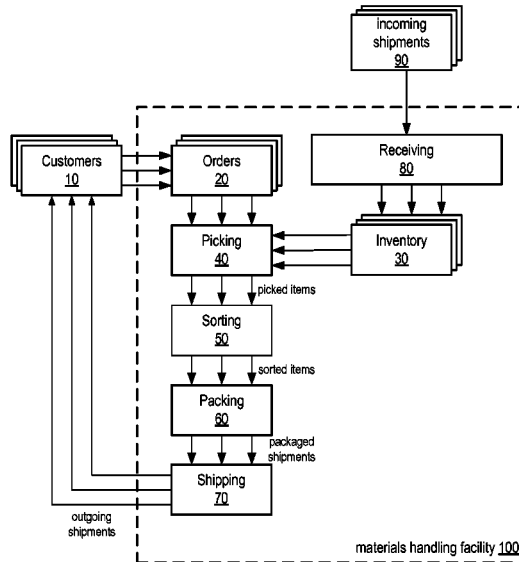 incoming
shipments
90
Customers
10
Orders
20
Receiving
80
Picking
40
Inventory
30
picked items
Sorting
50
sorted items
Packing
60
packaged
shipments
Shipping
70
outgoing
shipments
materials handling facility 100